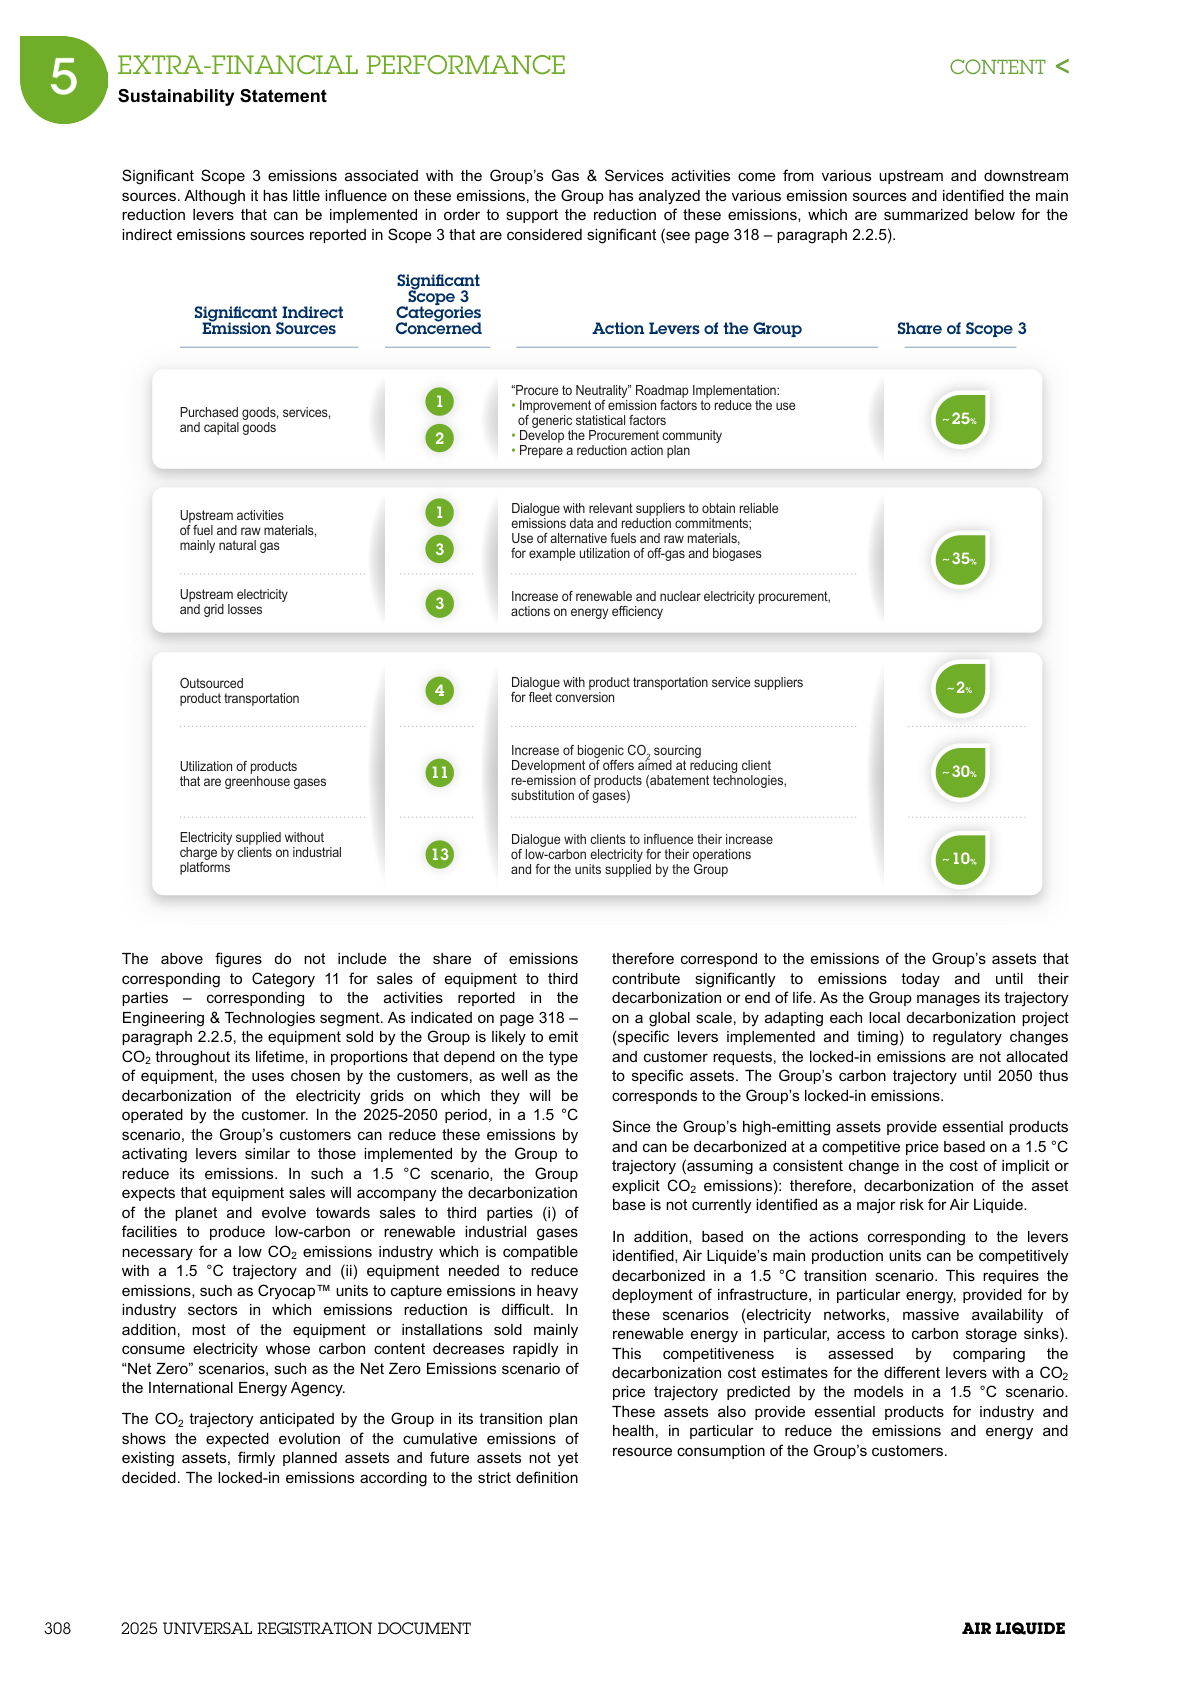 5
EXTRA-FINANCIAL PERFORMANCE
CONTENT <
Sustainability Statement
Significant Scope 3 emissions associated with the Group’s Gas & Services activities come from various upstream and downstream
sources. Although it has little influence on these emissions, the Group has analyzed the various emission sources and identified the main
reduction levers that can be implemented in order to support the reduction of these emissions, which are summarized below for the
indirect emissions sources reported in Scope 3 that are considered significant (see page 318 – paragraph 2.2.5).
Significant Indirect
Emission Sources
Significant
Scope 3
Categories
Concerned
Action Levers of the Group
Share of Scope 3
Purchased goods, services,
and capital goods
1
2
“Procure to Neutrality” Roadmap Implementation:
• Improvement of emission factors to reduce the use
of generic statistical factors
• Develop the Procurement community
• Prepare a reduction action plan
~25%
Upstream activities
of fuel and raw materials,
mainly natural gas
1
3
Dialogue with relevant suppliers to obtain reliable
emissions data and reduction commitments;
Use of alternative fuels and raw materials,
for example utilization of off-gas and biogases
~35%
Upstream electricity
and grid losses
3
Increase of renewable and nuclear electricity procurement,
actions on energy efficiency
Outsourced
product transportation
4
Dialogue with product transportation service suppliers
for fleet conversion
~2%
Utilization of products
that are greenhouse gases
11
Increase of biogenic CO2 sourcing
Development of offers aimed at reducing client
re-emission of products (abatement technologies,
substitution of gases)
~30%
Electricity supplied without
charge by clients on industrial
platforms
13
Dialogue with clients to influence their increase
of low-carbon electricity for their operations
and for the units supplied by the Group
~10%
The above figures do not include the share of emissions
corresponding to Category 11 for sales of equipment to third
parties – corresponding to the activities reported in the
Engineering & Technologies segment. As indicated on page 318 –
paragraph 2.2.5, the equipment sold by the Group is likely to emit
CO2 throughout its lifetime, in proportions that depend on the type
of equipment, the uses chosen by the customers, as well as the
decarbonization of the electricity grids on which they will be
operated by the customer. In the 2025-2050 period, in a 1.5 °C
scenario, the Group’s customers can reduce these emissions by
activating levers similar to those implemented by the Group to
reduce its emissions. In such a 1.5 °C scenario, the Group
expects that equipment sales will accompany the decarbonization
of the planet and evolve towards sales to third parties (i) of
facilities to produce low-carbon or renewable industrial gases
necessary for a low CO2 emissions industry which is compatible
with a 1.5 °C trajectory and (ii) equipment needed to reduce
emissions, such as Cryocap™ units to capture emissions in heavy
industry sectors in which emissions reduction is difficult. In
addition, most of the equipment or installations sold mainly
consume electricity whose carbon content decreases rapidly in
“Net Zero” scenarios, such as the Net Zero Emissions scenario of
the International Energy Agency.
The CO2 trajectory anticipated by the Group in its transition plan
shows the expected evolution of the cumulative emissions of
existing assets, firmly planned assets and future assets not yet
decided. The locked-in emissions according to the strict definition
therefore correspond to the emissions of the Group’s assets that
contribute significantly to emissions today and until their
decarbonization or end of life. As the Group manages its trajectory
on a global scale, by adapting each local decarbonization project
(specific levers implemented and timing) to regulatory changes
and customer requests, the locked-in emissions are not allocated
to specific assets. The Group’s carbon trajectory until 2050 thus
corresponds to the Group’s locked-in emissions.
Since the Group’s high-emitting assets provide essential products
and can be decarbonized at a competitive price based on a 1.5 °C
trajectory (assuming a consistent change in the cost of implicit or
explicit CO2 emissions): therefore, decarbonization of the asset
base is not currently identified as a major risk for Air Liquide.
In addition, based on the actions corresponding to the levers
identified, Air Liquide’s main production units can be competitively
decarbonized in a 1.5 °C transition scenario. This requires the
deployment of infrastructure, in particular energy, provided for by
these scenarios (electricity networks, massive availability of
renewable energy in particular, access to carbon storage sinks).
This competitiveness is assessed by comparing the
decarbonization cost estimates for the different levers with a CO2
price trajectory predicted by the models in a 1.5 °C scenario.
These assets also provide essential products for industry and
health, in particular to reduce the emissions and energy and
resource consumption of the Group’s customers.
308
2025 UNIVERSAL REGISTRATION DOCUMENT
AIR LIQUIDE